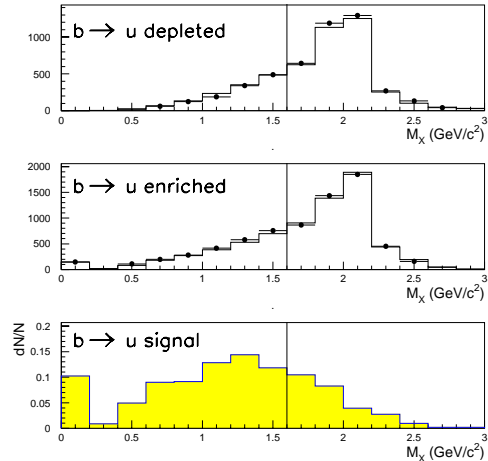 b → u depleted
1000
500
0
0 0.5 1 1.5 2 2.5 3
M_X (GeV/c²)
b → u enriched
2000
1500
1000
500
0
0 0.5 1 1.5 2 2.5 3
M_X (GeV/c²)
b → u signal
dN/N
0.2
0.15
0.1
0.05
0
0 0.5 1 1.5 2 2.5 3
M_X (GeV/c²)